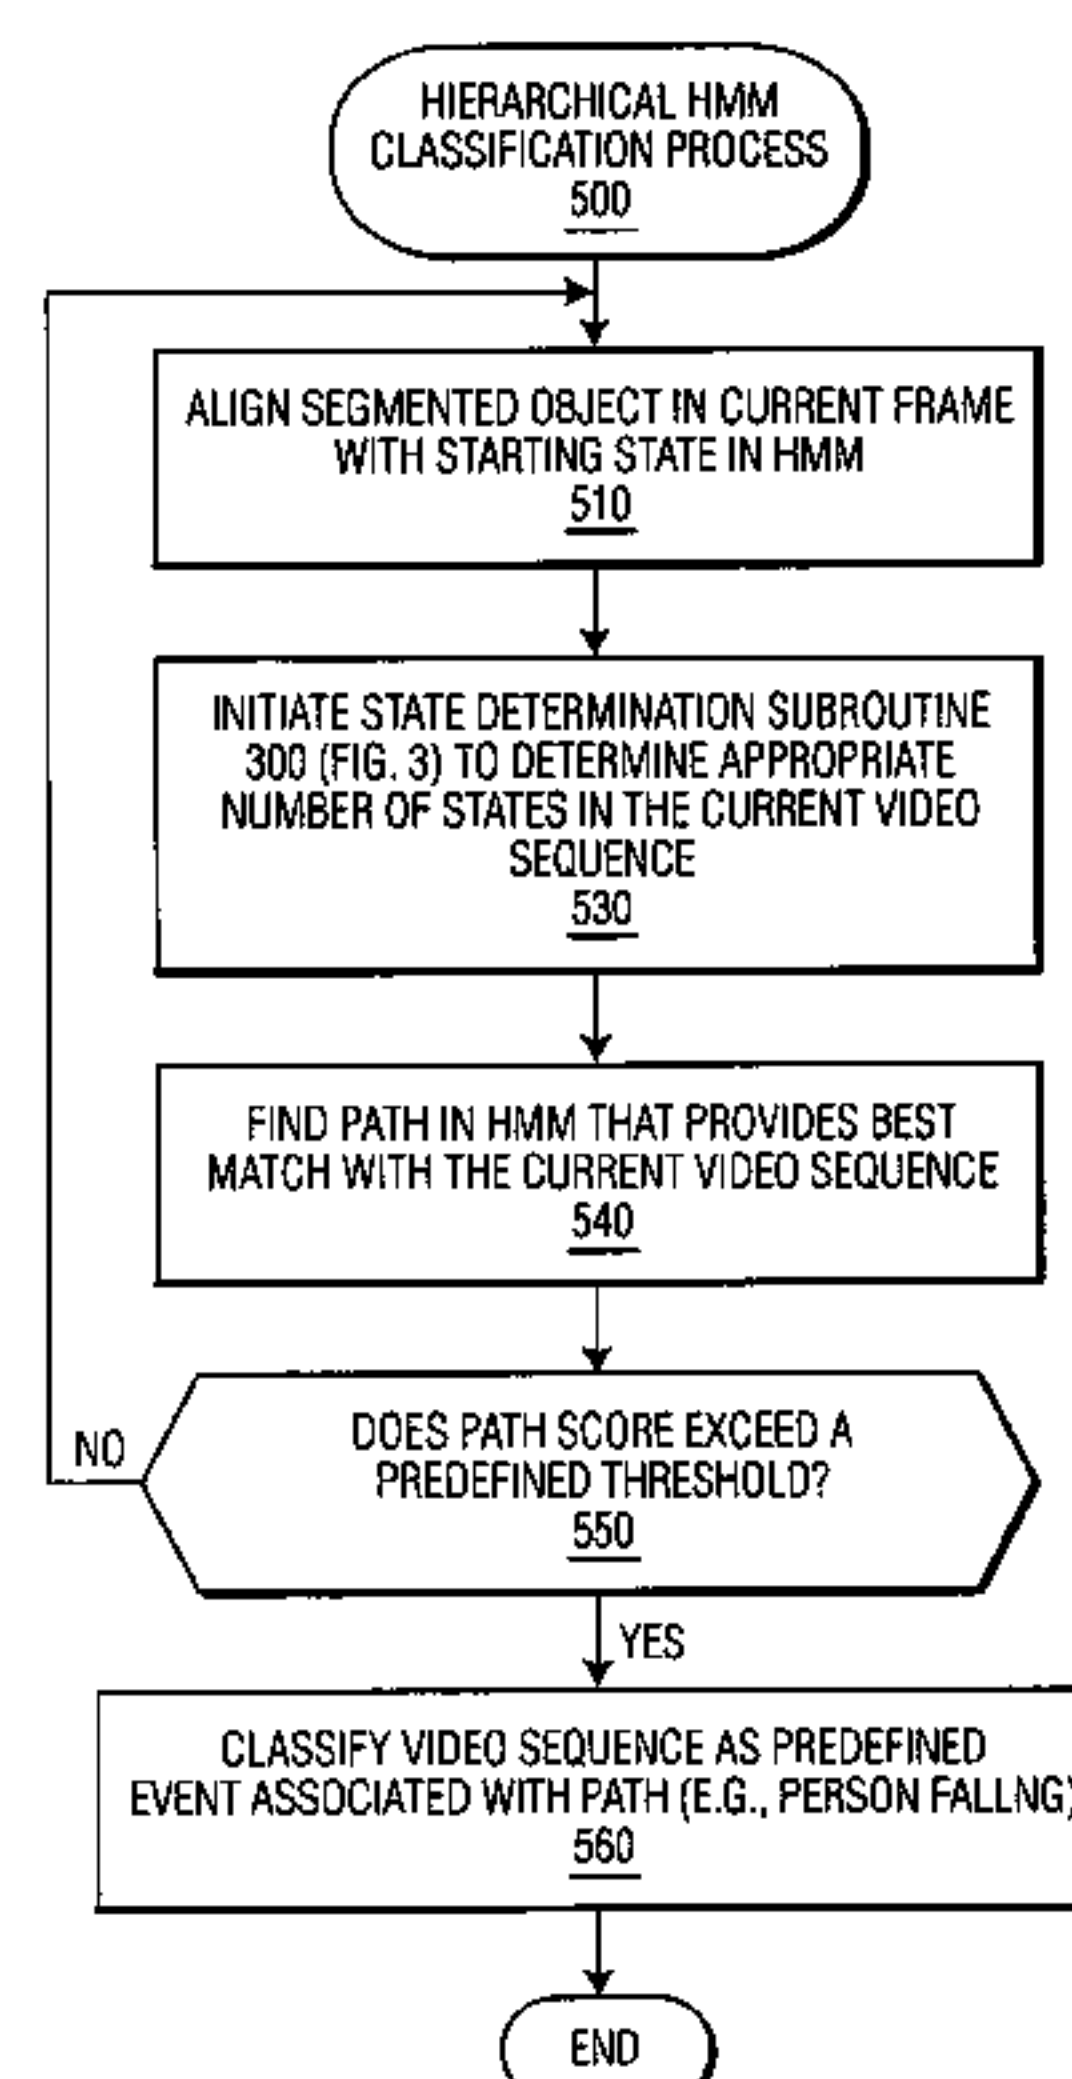 HIERARCHICAL HMM
CLASSIFICATION PROCESS
500
ALIGN SEGMENTED OBJECT IN CURRENT FRAME
WITH STARTING STATE IN HMM
510
INITIATE STATE DETERMINATION SUBROUTINE
300 (FIG. 3) TO DETERMINE APPROPRIATE
NUMBER OF STATES IN THE CURRENT VIDEO
SEQUENCE
530
FIND PATH IN HMM THAT PROVIDES BEST
MATCH WITH THE CURRENT VIDEO SEQUENCE
540
DOES PATH SCORE EXCEED A
PREDEFINED THRESHOLD?
550
NO
YES
CLASSIFY VIDEO SEQUENCE AS PREDEFINED
EVENT ASSOCIATED WITH PATH (E.G., PERSON FALLNG)
560
END